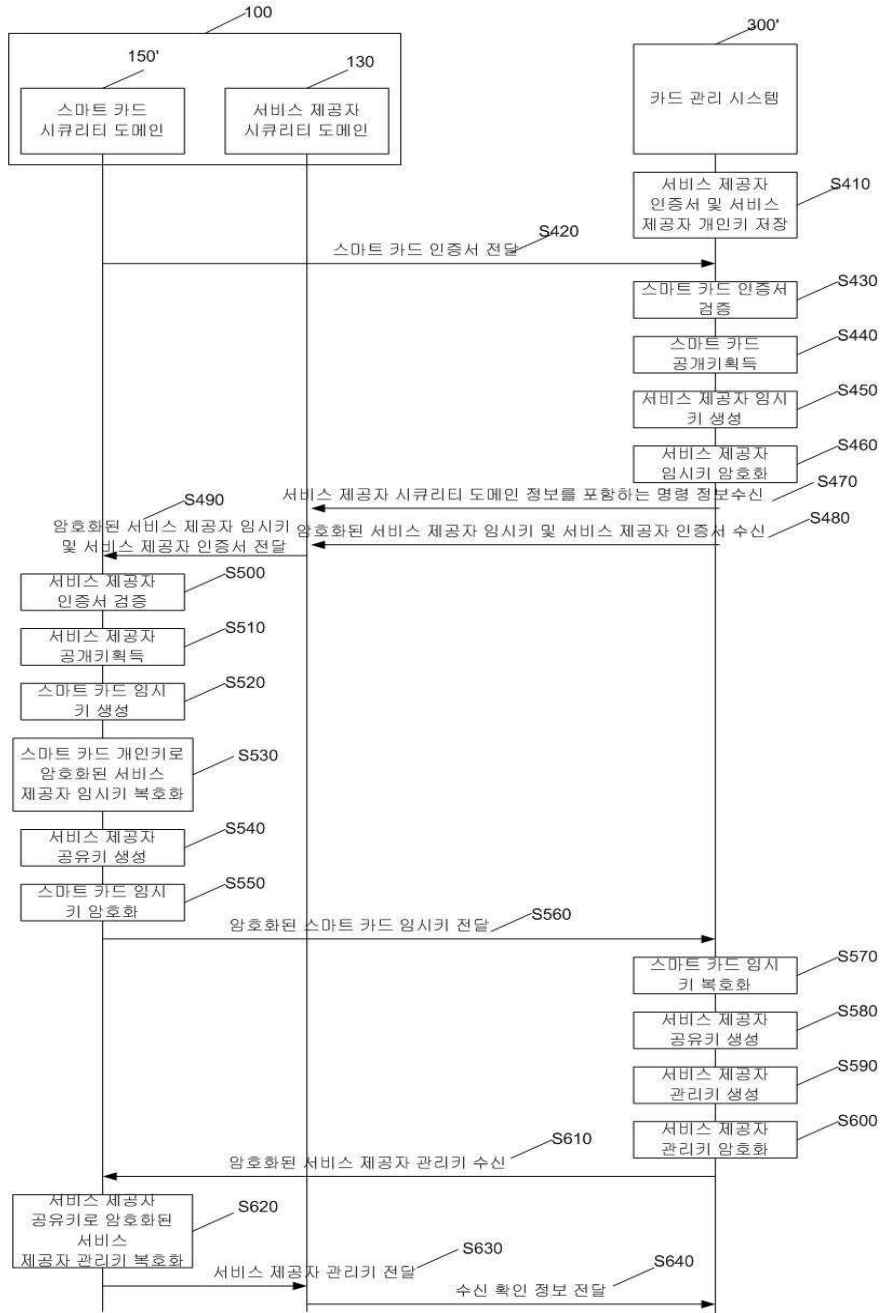 100
300'
150'
130
스마트 카드
시큐리티 도메인
서비스 제공자
시큐리티 도메인
카드 관리 시스템
서비스 제공자
인증서 및 서비스
제공자 개인키 저장
S410
S420
스마트 카드 인증서 전달
스마트 카드 인증서
검증
S430
스마트 카드
공개키획득
S440
서비스 제공자 임시
키 생성
S450
서비스 제공자
임시키 암호화
S460
S470
서비스 제공자 시큐리티 도메인 정보를 포함하는 명령 정보수신
S490
암호화된 서비스 제공자 임시키
및 서비스 제공자 인증서 전달
암호화된 서비스 제공자 임시키 및 서비스 제공자 인증서 수신
S480
서비스 제공자
인증서 검증
S500
서비스 제공자
공개키획득
S510
스마트 카드 임시
키 생성
S520
스마트 카드 개인키로
암호화된 서비스
제공자 임시키 복호화
S530
서비스 제공자
공유키 생성
S540
스마트 카드 임시
키 암호화
S550
암호화된 스마트 카드 임시키 전달
S560
스마트 카드 임시
키 복호화
S570
서비스 제공자
공유키 생성
S580
서비스 제공자
관리키 생성
S590
서비스 제공자
관리키 암호화
S600
S610
암호화된 서비스 제공자 관리키 수신
서비스 제공사
공유키로 암호화된
서비스
제공자 관리키 복호화
S620
서비스 제공자 관리키 전달
S630
수신 확인 정보 전달
S640